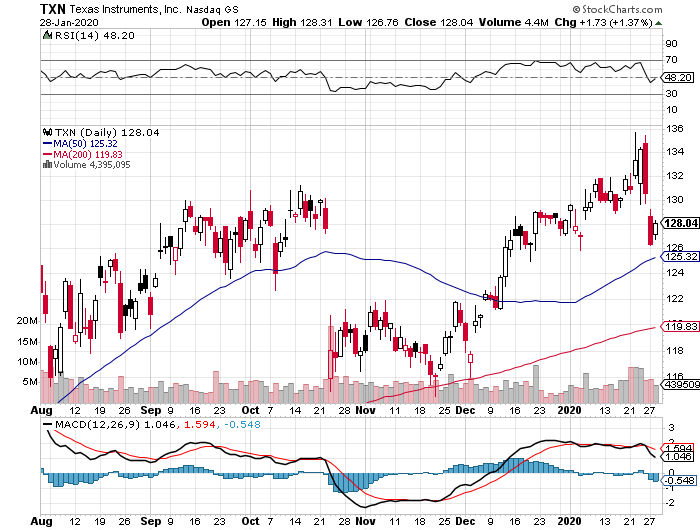 TXN Texas Instruments, Inc. Nasdaq GS © StockCharts.com
28-Jan-2020 Open 127.15 High 128.31 Low 126.76 Close 128.04 Volume 4.4M Chg +1.73 (+1.37%)
RSI(14) 48.20
90
70
48.20
30
10
TXN (Daily) 128.04
MA(50) 125.32
MA(200) 119.83
Volume 4,395,095
136
134
132
130
128.04
126
125.32
124
122
120
119.83
118
116
4395095
20M
15M
10M
5M
Aug 12 19 26 Sep 9 16 23 Oct 7 14 21 28 Nov 11 18 25 Dec 9 16 23 2020 13 21 27
MACD(12,26,9) 1.046, 1.594, -0.548
3
2
1.594
1.046
0
-0.548
-1
-2
Aug 12 19 26 Sep 9 16 23 Oct 7 14 21 28 Nov 11 18 25 Dec 9 16 23 2020 13 21 27